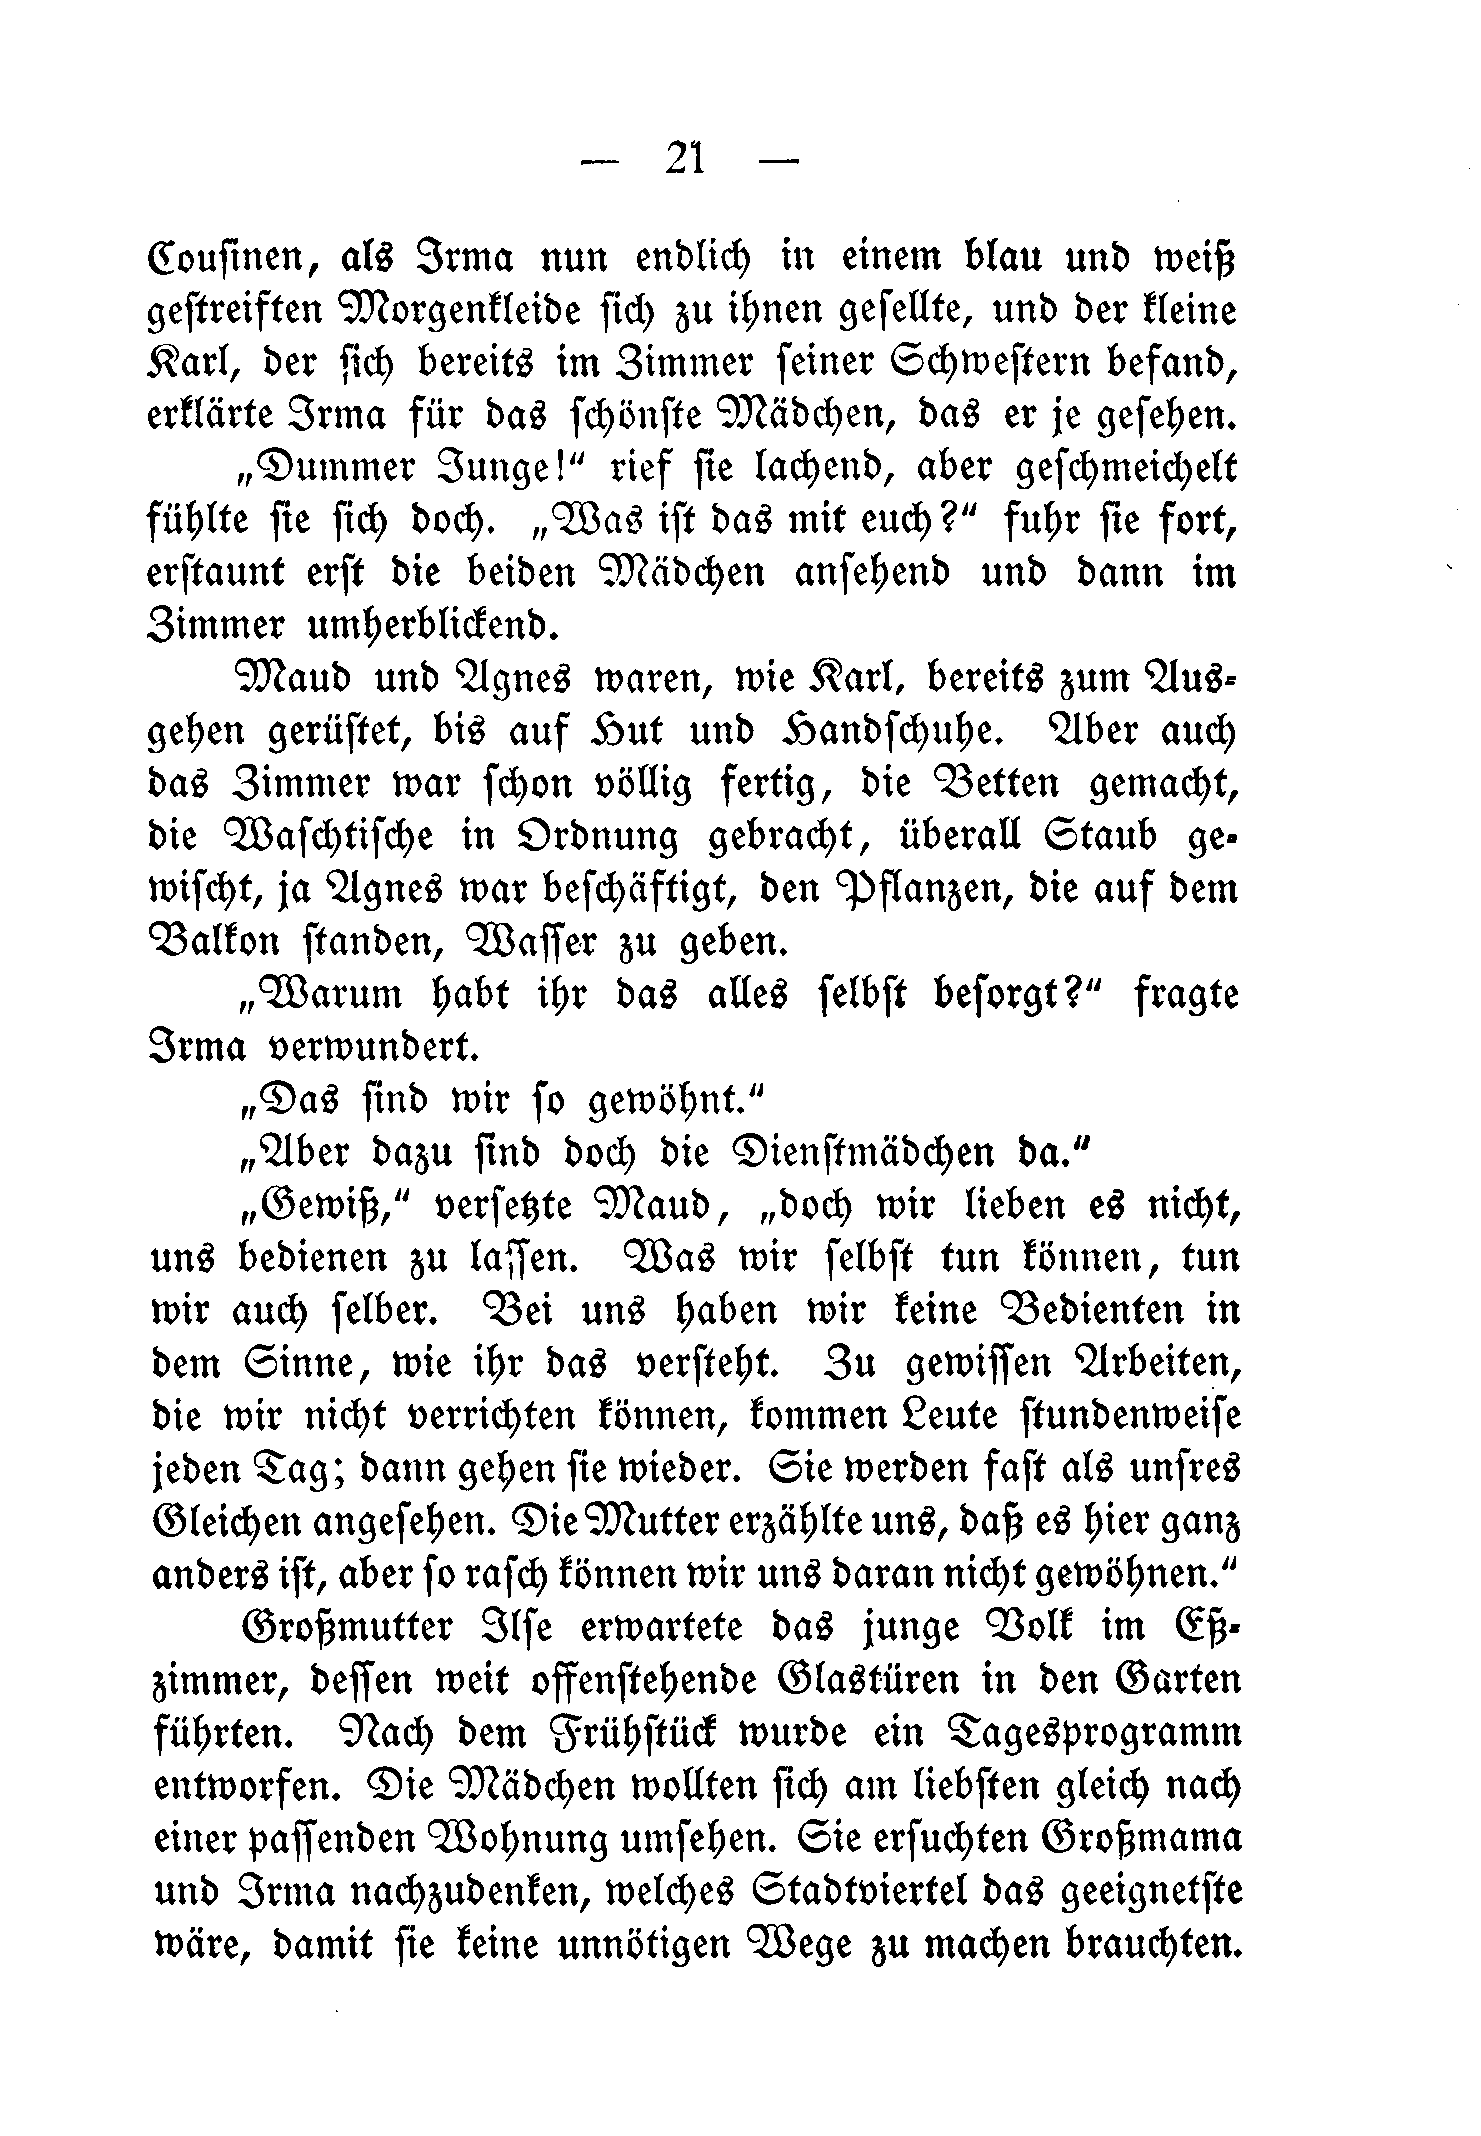 — 21 —
Couſinen, als Irma nun endlich in einem blau und weiß
geſtreiften Morgenkleide ſich zu ihnen geſellte, und der kleine
Karl, der ſich bereits im Zimmer ſeiner Schweſtern befand,
erklärte Irma für das ſchönſte Mädchen, das er je geſehen.
„Dummer Junge!“ rief ſie lachend, aber geſchmeichelt
fühlte ſie ſich doch. „Was iſt das mit euch?“ fuhr ſie fort,
erſtaunt erſt die beiden Mädchen anſehend und dann im
Zimmer umherblickend.
Maud und Agnes waren, wie Karl, bereits zum Aus-
gehen gerüſtet, bis auf Hut und Handſchuhe. Aber auch
das Zimmer war ſchon völlig fertig, die Betten gemacht,
die Waſchtiſche in Ordnung gebracht, überall Staub ge-
wiſcht, ja Agnes war beſchäftigt, den Pflanzen, die auf dem
Balkon ſtanden, Waſſer zu geben.
„Warum habt ihr das alles ſelbſt beſorgt?“ fragte
Irma verwundert.
„Das ſind wir ſo gewöhnt.“
„Aber dazu ſind doch die Dienſtmädchen da.“
„Gewiß,“ verſetzte Maud, „doch wir lieben es nicht,
uns bedienen zu laſſen. Was wir ſelbſt tun können, tun
wir auch ſelber. Bei uns haben wir keine Bedienten in
dem Sinne, wie ihr das verſteht. Zu gewiſſen Arbeiten,
die wir nicht verrichten können, kommen Leute ſtundenweiſe
jeden Tag; dann gehen ſie wieder. Sie werden faſt als unſres
Gleichen angeſehen. Die Mutter erzählte uns, daß es hier ganz
anders iſt, aber ſo raſch können wir uns daran nicht gewöhnen.“
Großmutter Ilſe erwartete das junge Volk im Eß-
zimmer, deſſen weit offenſtehende Glastüren in den Garten
führten. Nach dem Frühſtück wurde ein Tagesprogramm
entworfen. Die Mädchen wollten ſich am liebſten gleich nach
einer paſſenden Wohnung umſehen. Sie erſuchten Großmama
und Irma nachzudenken, welches Stadtviertel das geeignetſte
wäre, damit ſie keine unnötigen Wege zu machen brauchten.